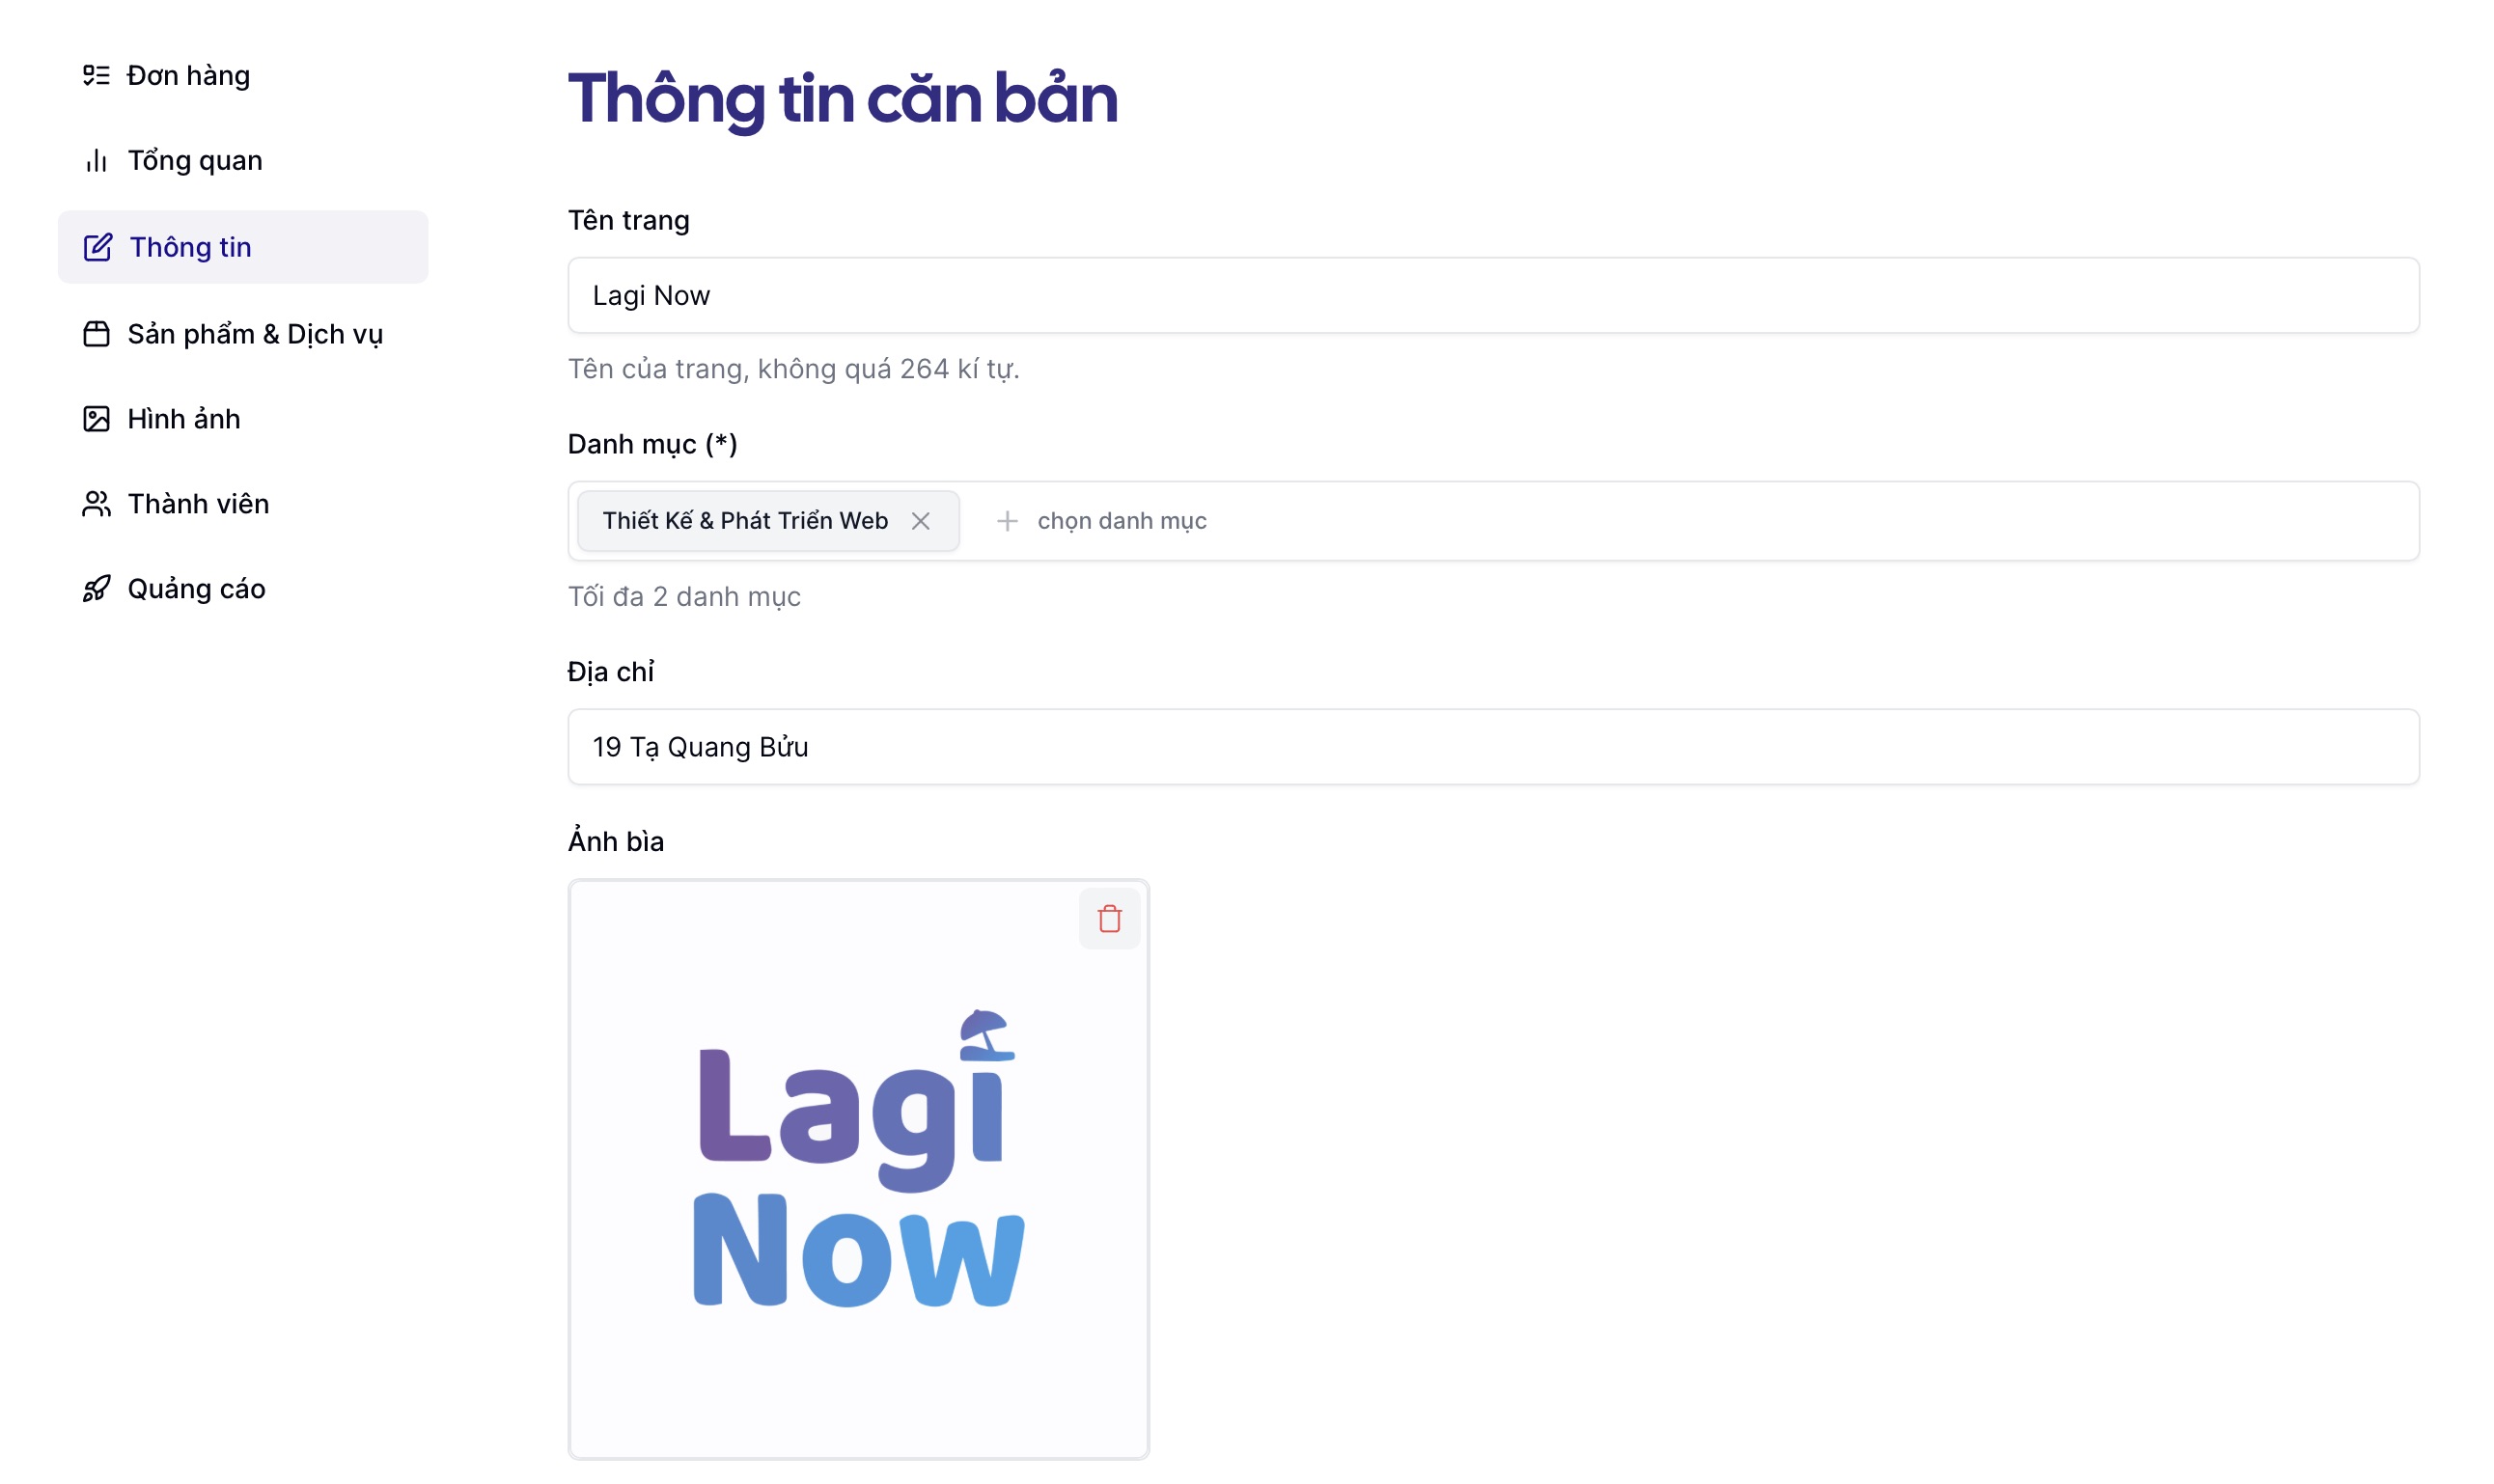 Đơn hàng
Tổng quan
Thông tin
Sản phẩm & Dịch vụ
Hình ảnh
Thành viên
Quảng cáo
Thông tin căn bản
Tên trang
Lagi Now
Tên của trang, không quá 264 kí tự.
Danh mục (*)
Thiết Kế & Phát Triển Web
chọn danh mục
Tối đa 2 danh mục
Địa chỉ
19 Tạ Quang Bửu
Ảnh bìa
Lagi
Now